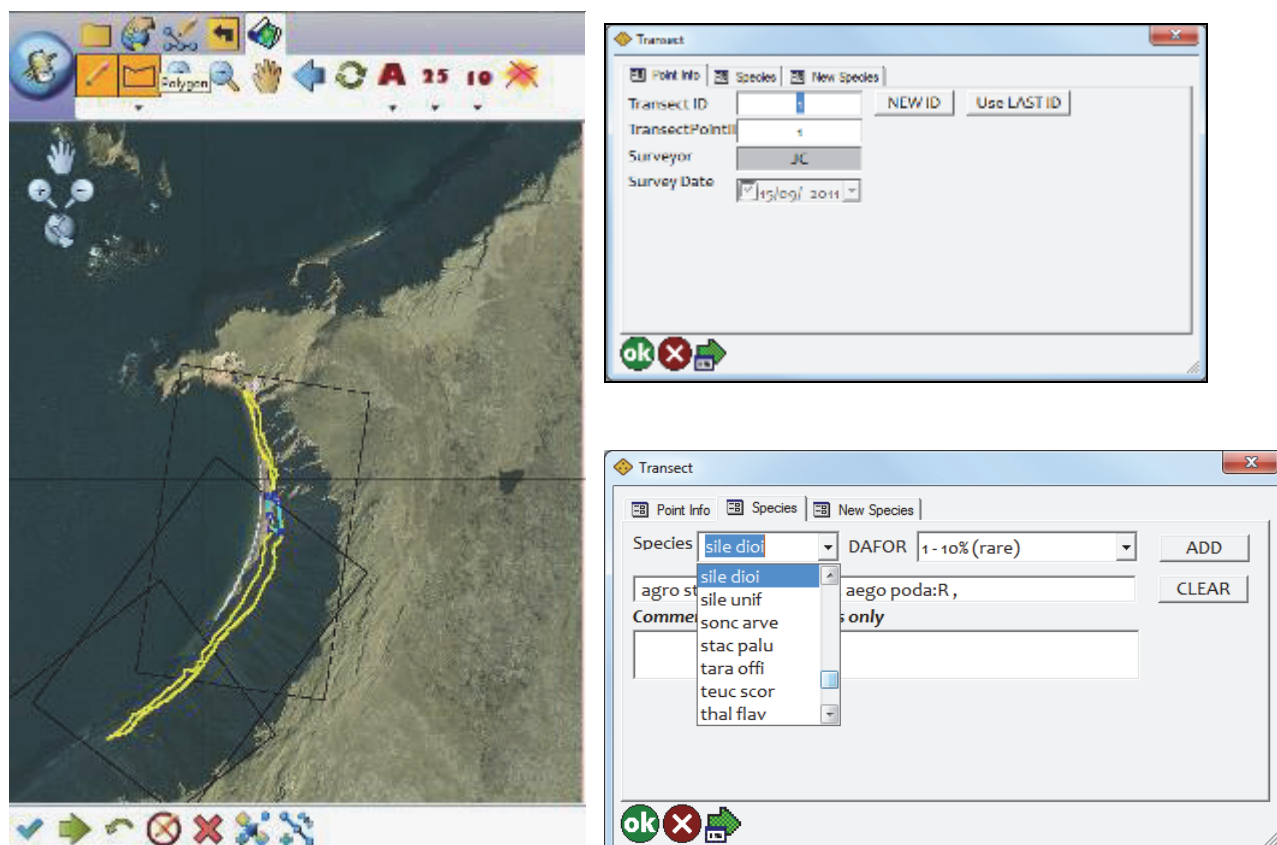 Polygon
A 25 10
Transect
Point Info Species New Species
Transect ID 1 NEW ID Use LAST ID
TransectPointI 1
Surveyor JC
Survey Date 15/09/ 2011
ok
Transect
Point Info Species New Species
Species sile dioi DAFOR 1 - 10% (rare) ADD
sile dioi
agro st aego poda:R , CLEAR
sile unif
Comme s only
sonc arve
stac palu
tara offi
teuc scor
thal flav
ok